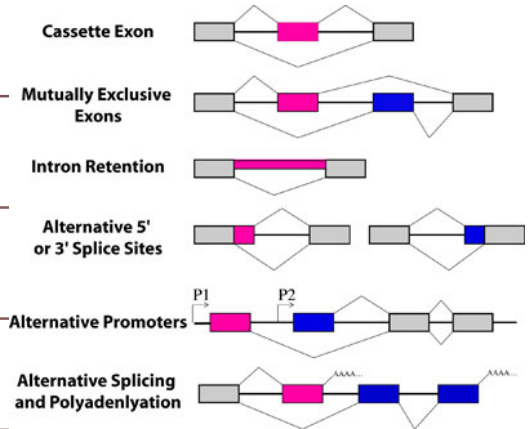 Cassette Exon
Mutually Exclusive
Exons
Intron Retention
Alternative 5'
or 3' Splice Sites
P1 P2
Alternative Promoters
AAAA... AAAA...
Alternative Splicing
and Polyadenlyation